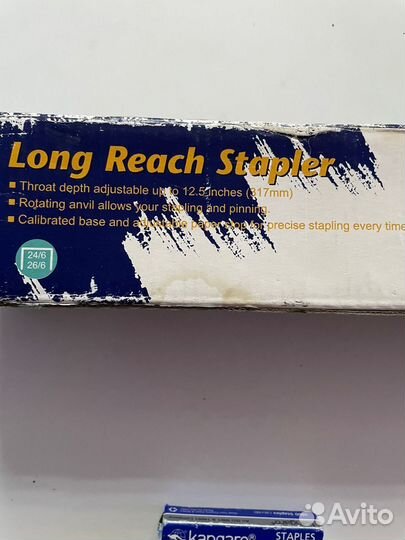 Long Reach Stapler
■ Throat depth adjustable up to 12.5 inches (317mm)
■ Rotating anvil allows your stapling and pinning.
■ Calibrated base and adjustable paper stop for precise stapling every time
24/6
26/6
kangaro
STAPLES
Avito